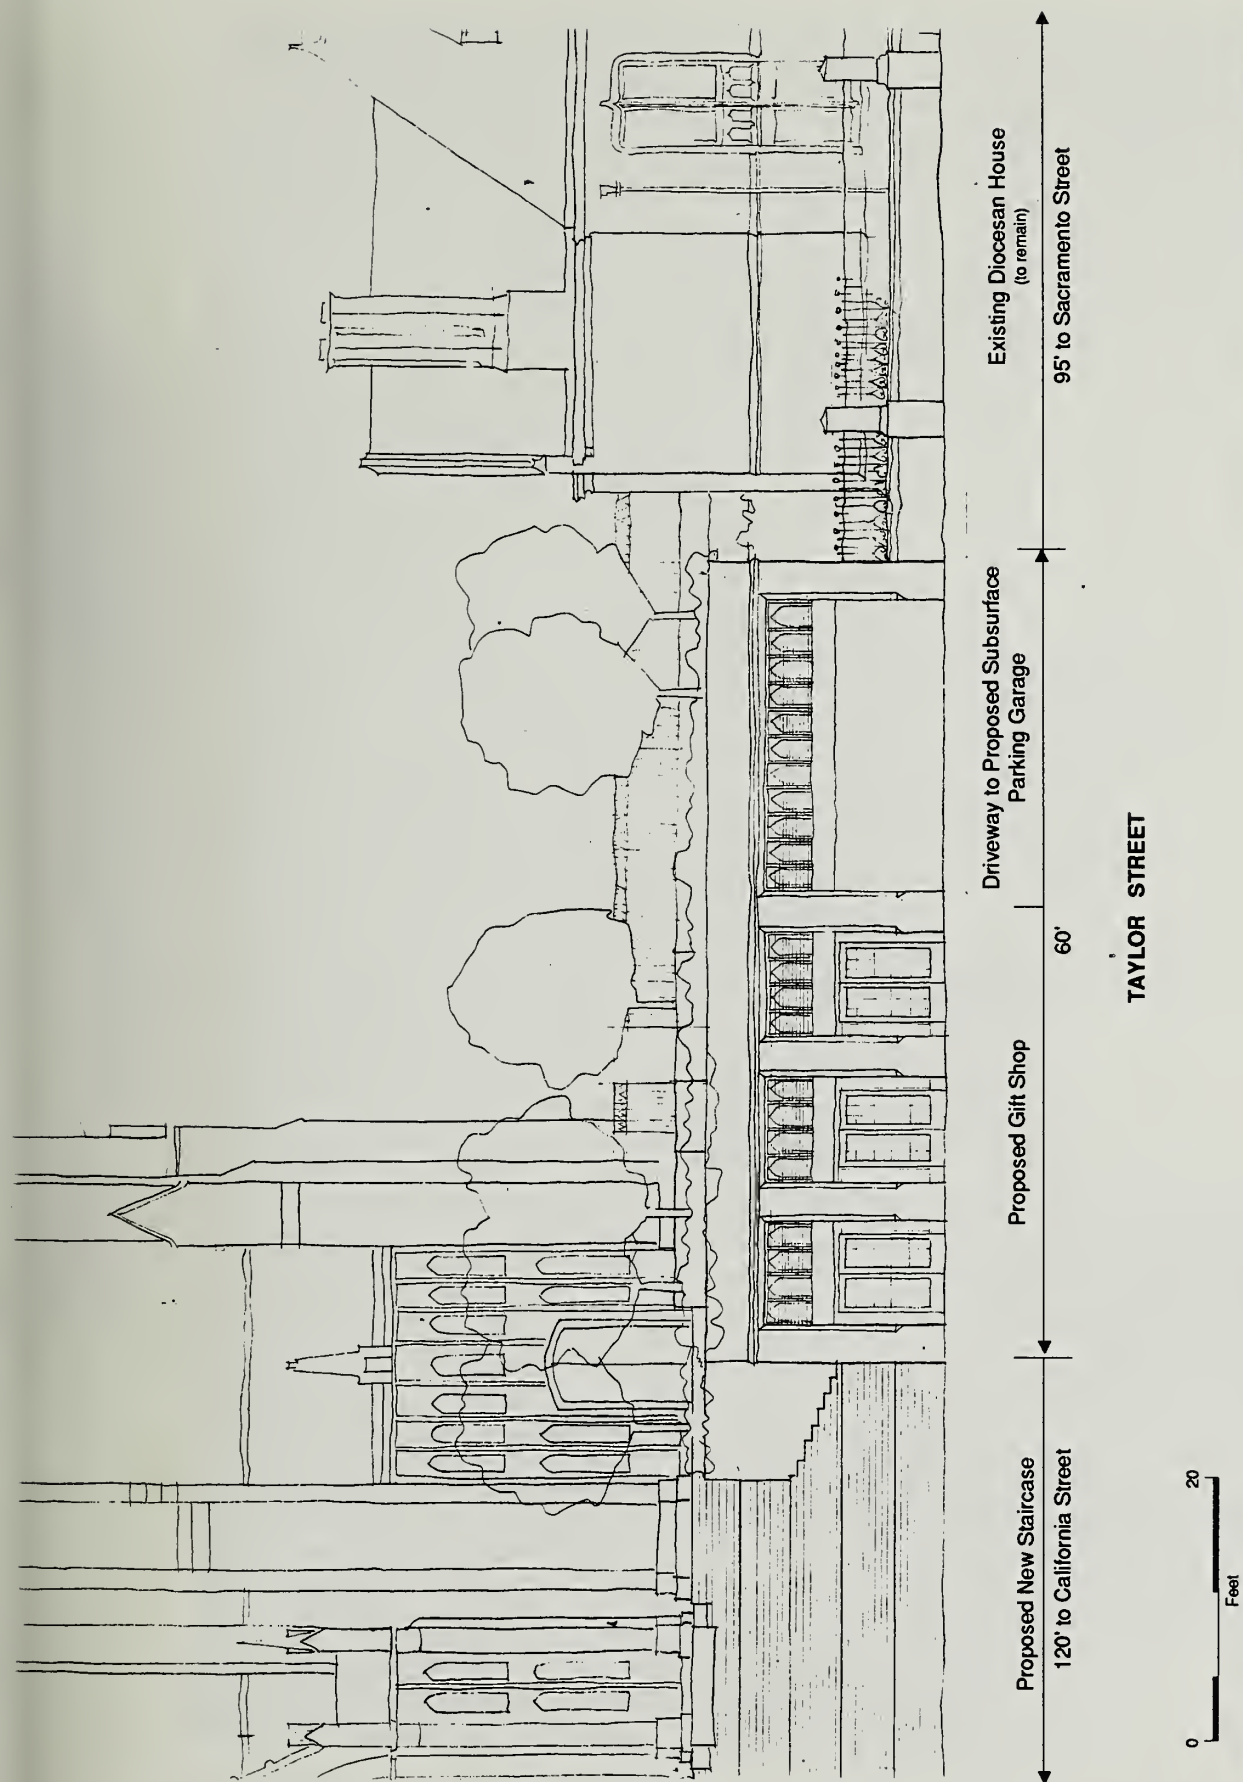 Proposed New Staircase
120' to California Street
Proposed Gift Shop
60'
Driveway to Proposed Subsurface
Parking Garage
Existing Diocesan House
(to remain)
95' to Sacramento Street
TAYLOR STREET
0
20
Feet